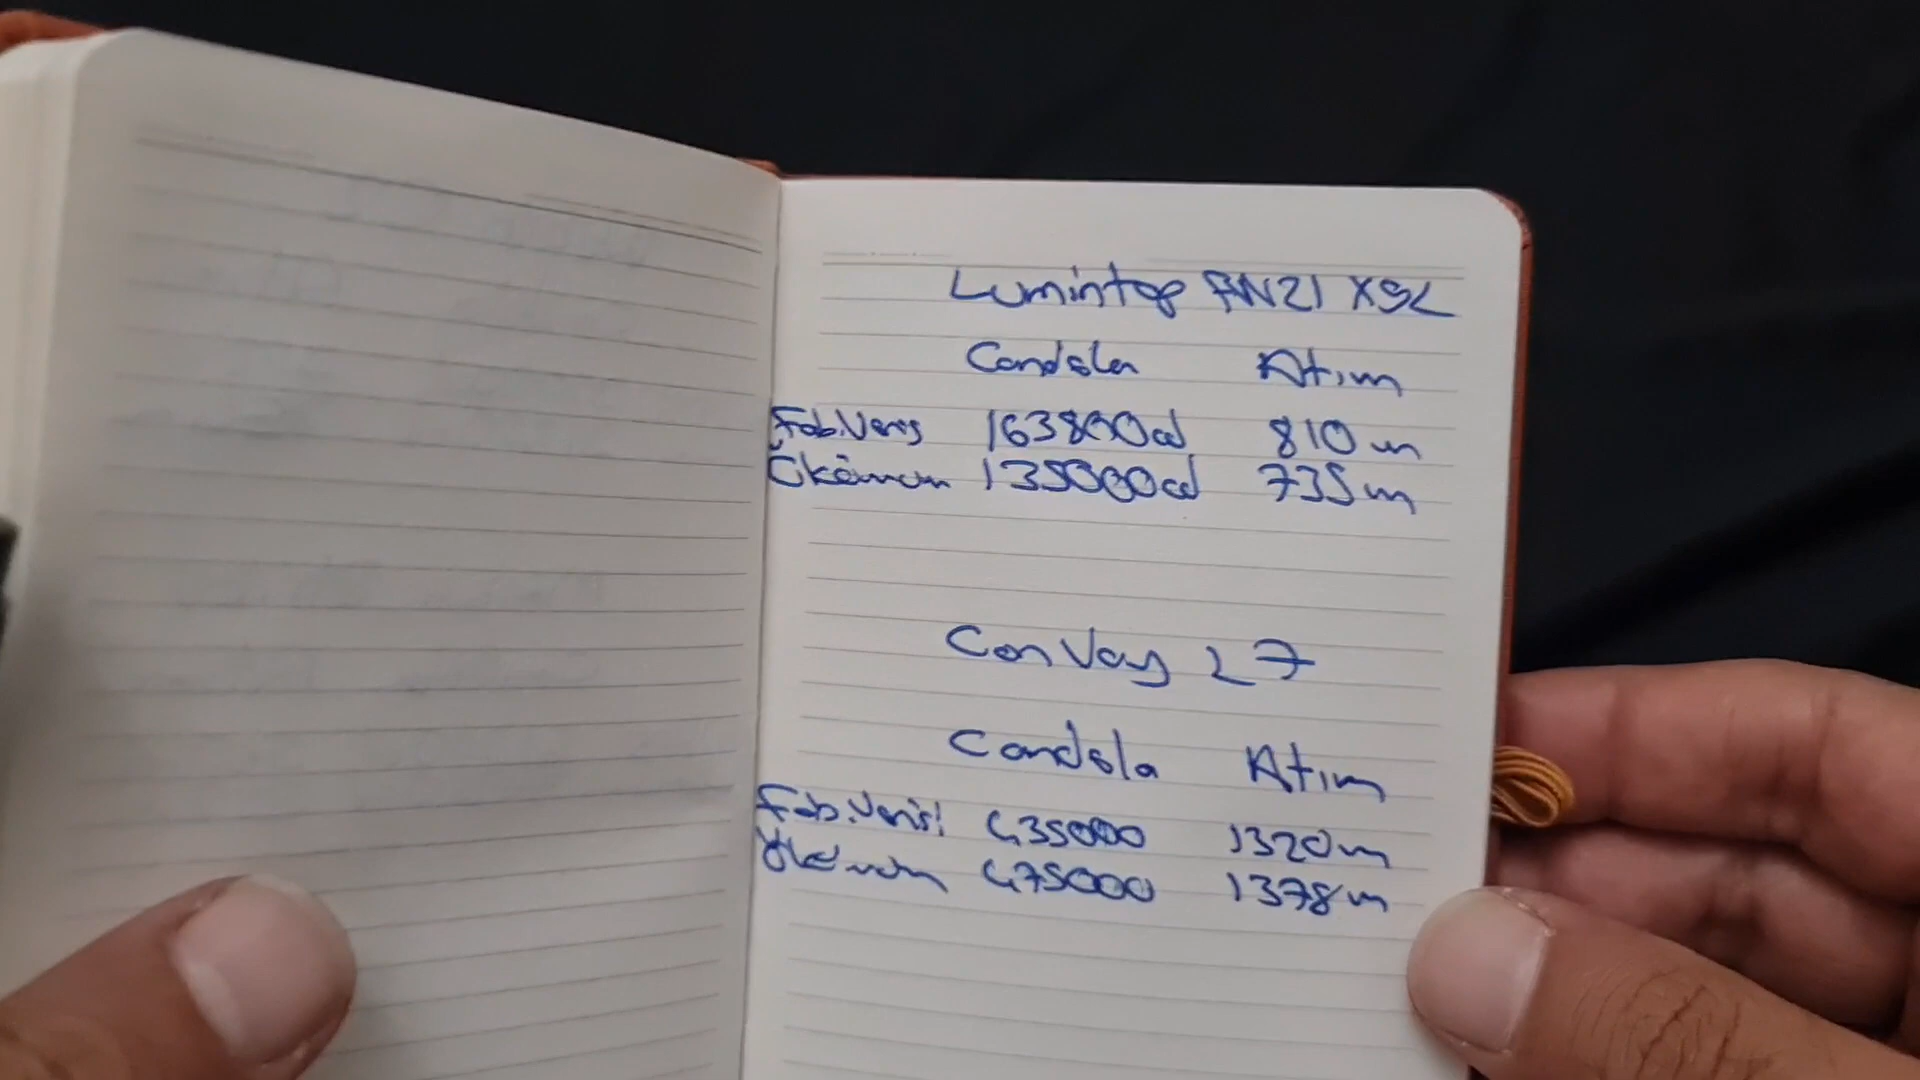 Lumintop FW21 X9L
Candela Atım
Fab. Veris 163800cd 810m
Ölçümüm 135000cd 735m
Convoy L7
Candela Atım
Fab. Verisi 435000 1320m
Ölçümüm 475000 1378m